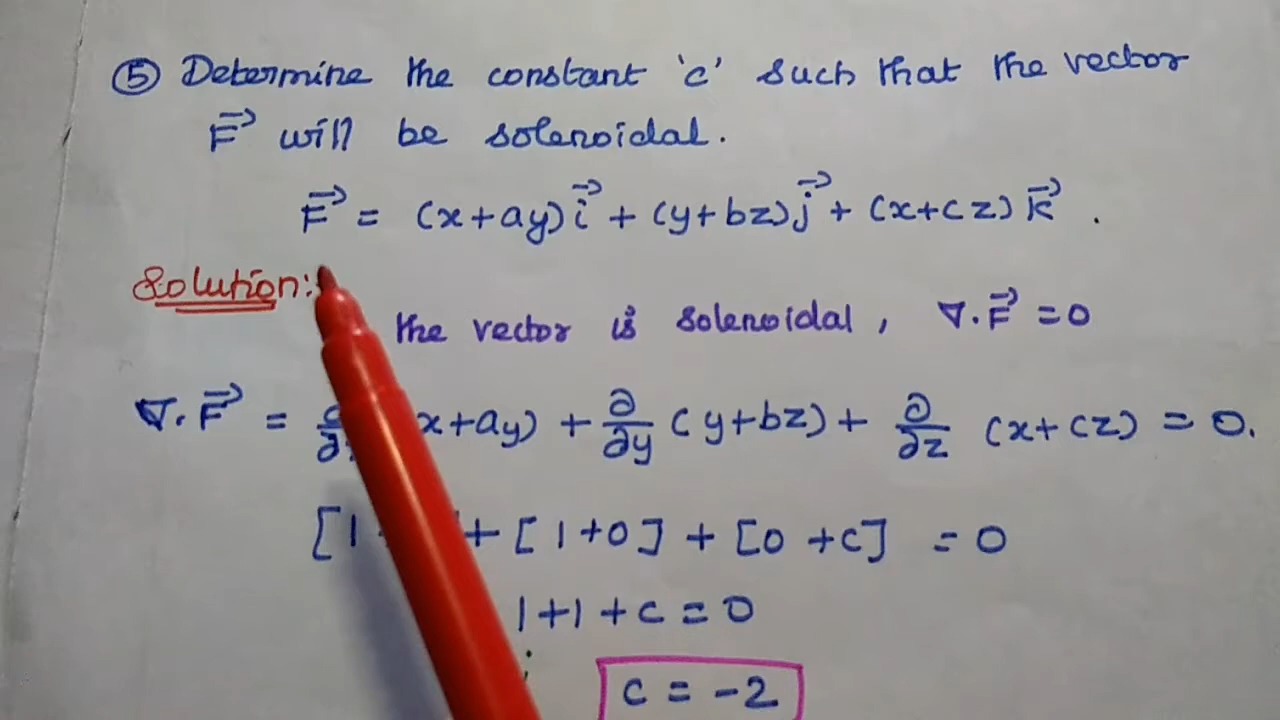 ⑤ Determine the constant 'c' such that the vector
F⃗ will be solenoidal.
F⃗ = (x+ay)i⃗ + (y+bz)j⃗ + (x+cz)k⃗ .
Solution:
the vector is solenoidal, ∇.F⃗ = 0
∇.F⃗ = x+ay) + ∂/∂y (y+bz) + ∂/∂z (x+cz) = 0.
[1 + [1+0] + [0+c] = 0
1+1+c = 0
c = -2